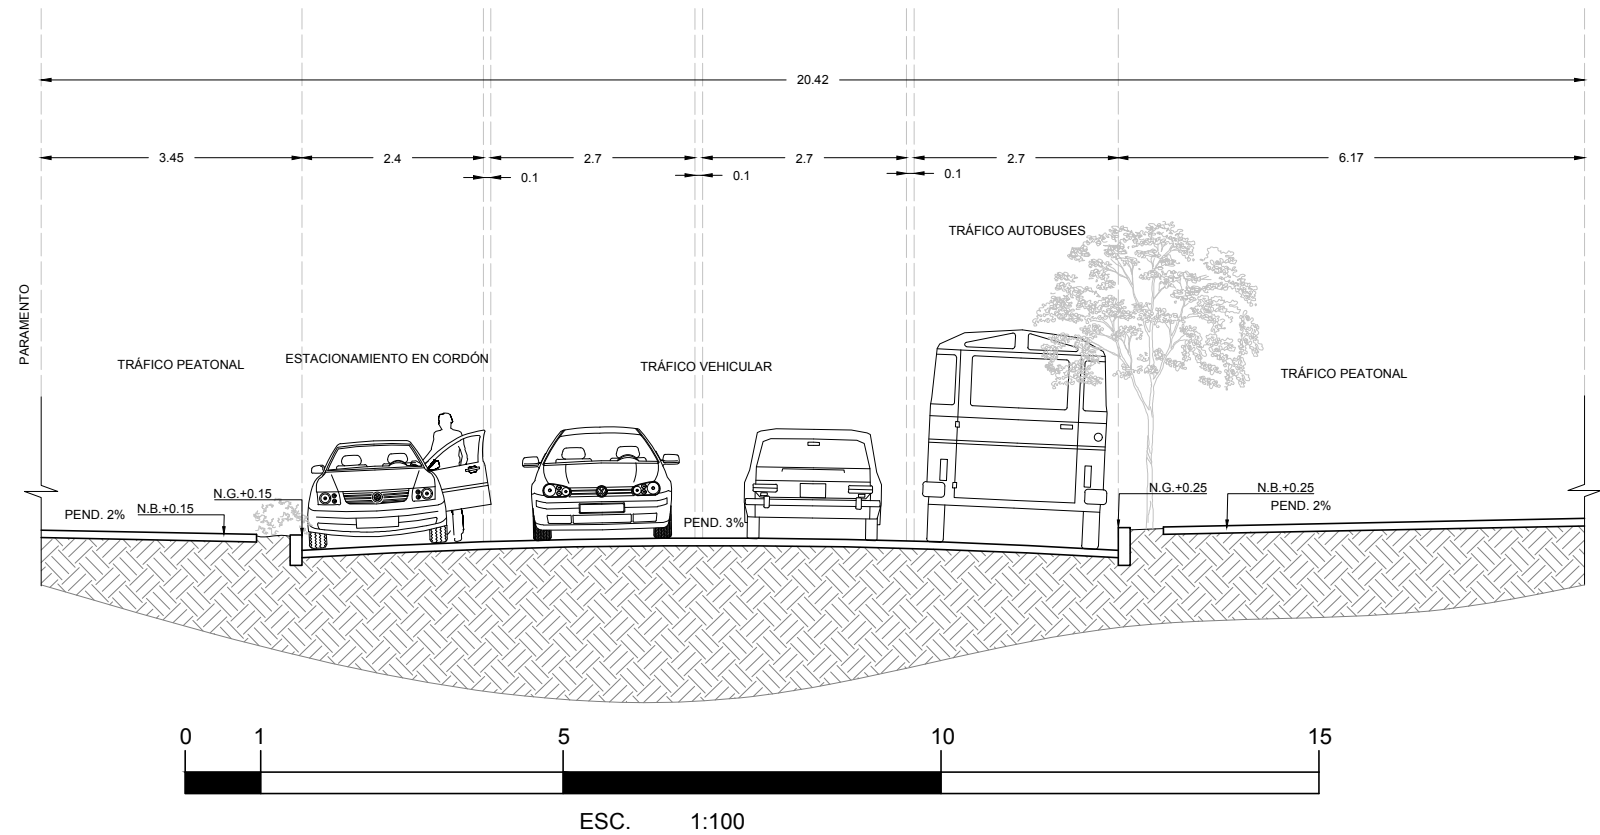 20.42
3.45 2.4 2.7 2.7 2.7 6.17
0.1 0.1 0.1
TRÁFICO AUTOBUSES
PARAMENTO
TRÁFICO PEATONAL
ESTACIONAMIENTO EN CORDÓN
TRÁFICO VEHICULAR
TRÁFICO PEATONAL
N.G.+0.15
N.G.+0.25
N.B.+0.25
PEND. 2%
N.B.+0.15
PEND. 2%
PEND. 3%
0 1 5 10 15
ESC. 1:100